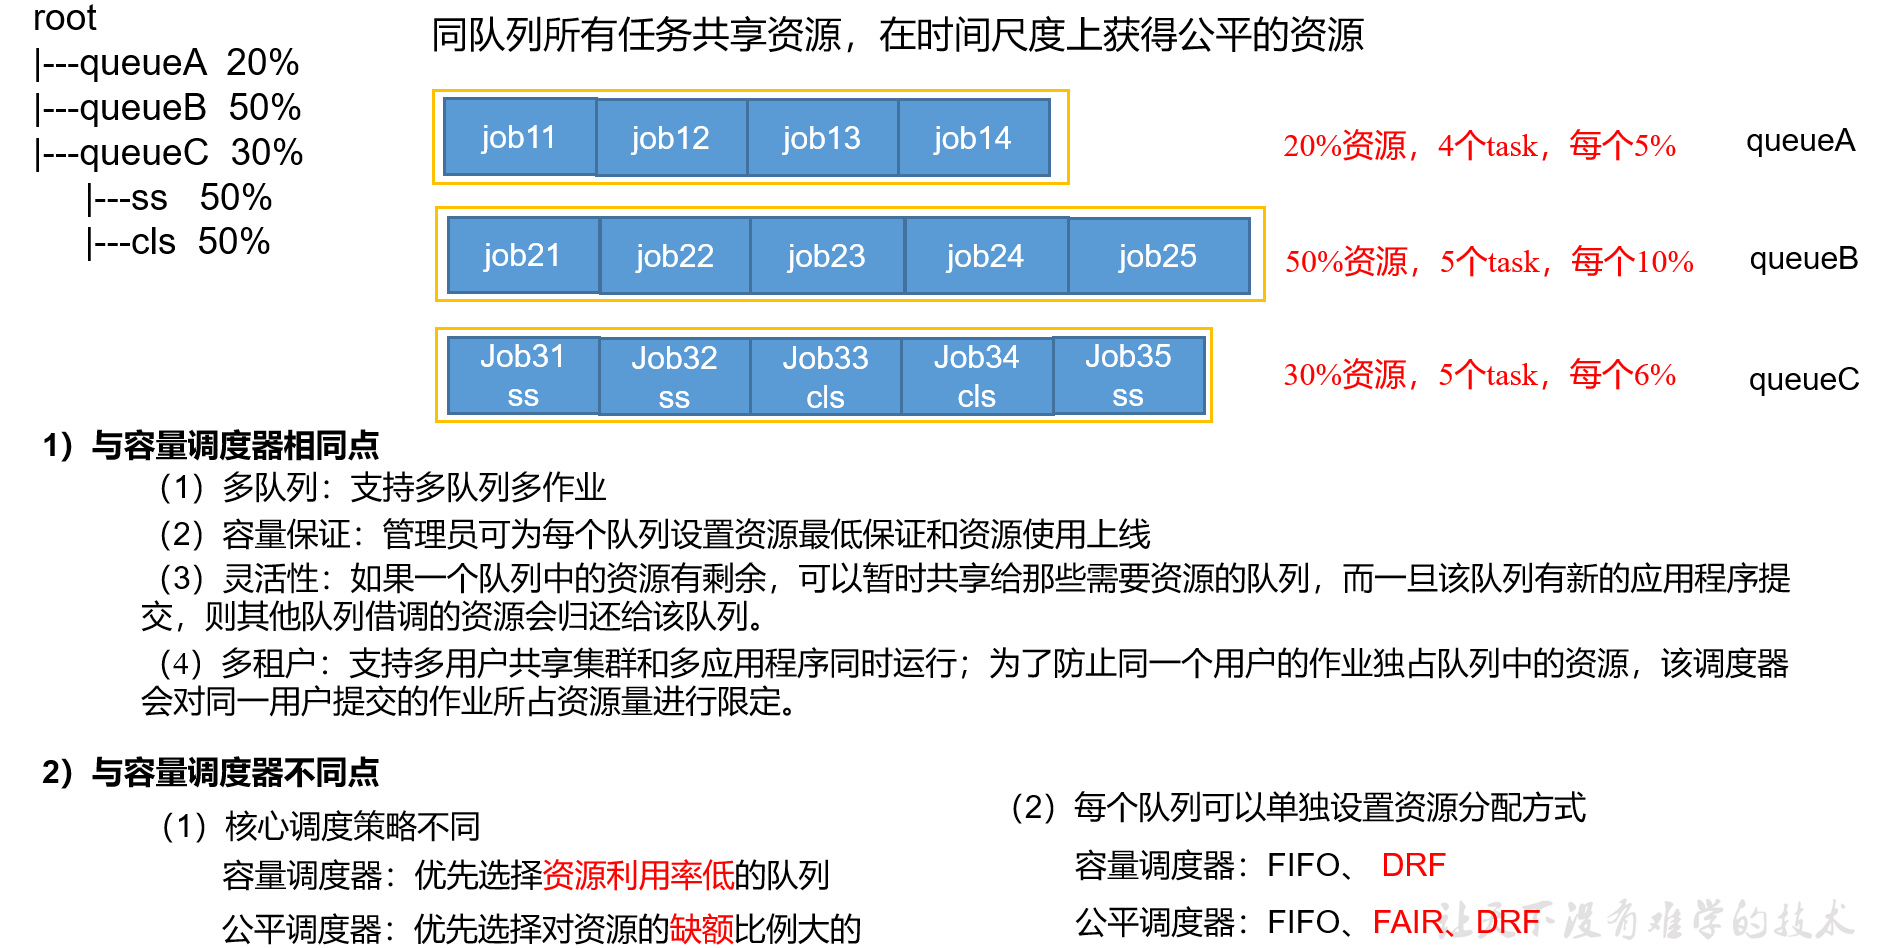 root
|---queueA 20%
|---queueB 50%
|---queueC 30%
|---ss 50%
|---cls 50%
同队列所有任务共享资源，在时间尺度上获得公平的资源
job11 job12 job13 job14
20%资源，4个task，每个5%
queueA
job21 job22 job23 job24 job25
50%资源，5个task，每个10%
queueB
Job31 Job32 Job33 Job34 Job35
ss ss cls cls ss
30%资源，5个task，每个6%
queueC
1）与容量调度器相同点
（1）多队列：支持多队列多作业
（2）容量保证：管理员可为每个队列设置资源最低保证和资源使用上线
（3）灵活性：如果一个队列中的资源有剩余，可以暂时共享给那些需要资源的队列，而一旦该队列有新的应用程序提
交，则其他队列借调的资源会归还给该队列。
（4）多租户：支持多用户共享集群和多应用程序同时运行；为了防止同一个用户的作业独占队列中的资源，该调度器
会对同一用户提交的作业所占资源量进行限定。
2）与容量调度器不同点
（1）核心调度策略不同
容量调度器：优先选择资源利用率低的队列
公平调度器：优先选择对资源的缺额比例大的
（2）每个队列可以单独设置资源分配方式
容量调度器：FIFO、 DRF
公平调度器：FIFO、FAIR、DRF
让天下没有难学的技术